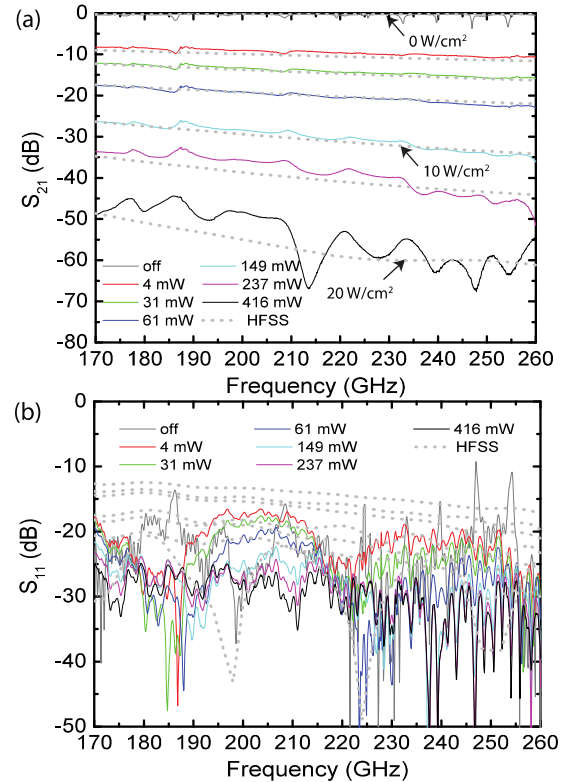 (a)
0
-10
-20
-30
-40
-50
-60
-70
-80
S21 (dB)
0 W/cm²
10 W/cm²
20 W/cm²
off
4 mW
31 mW
61 mW
149 mW
237 mW
416 mW
HFSS
170 180 190 200 210 220 230 240 250 260
Frequency (GHz)
(b)
0
-10
-20
-30
-40
-50
S11 (dB)
off
4 mW
31 mW
61 mW
149 mW
237 mW
416 mW
HFSS
170 180 190 200 210 220 230 240 250 260
Frequency (GHz)